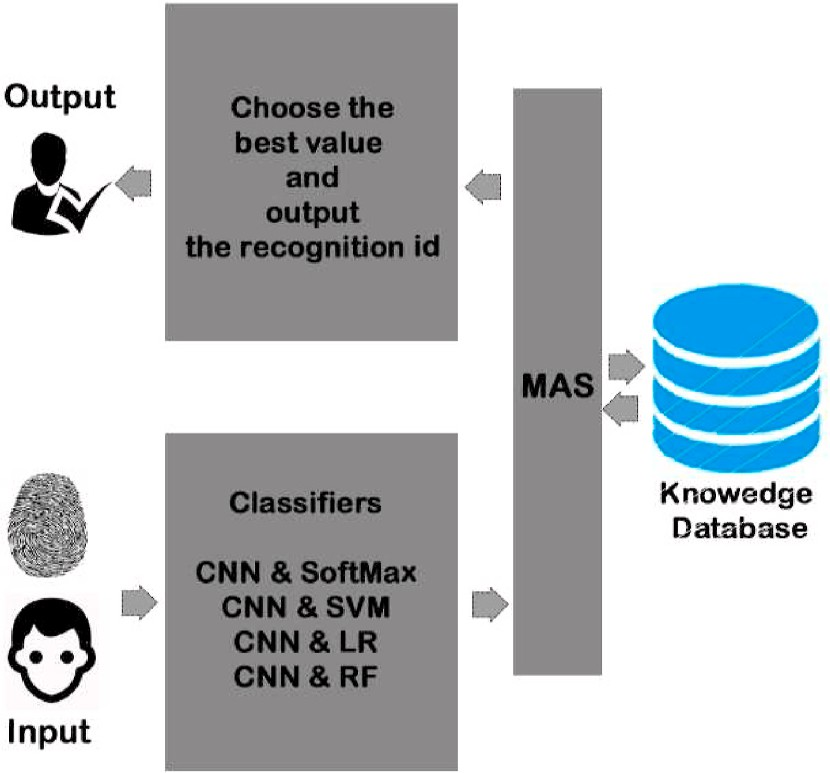 Output
Choose the
best value
and
output
the recognition id
MAS
Knowedge
Database
Classifiers
CNN & SoftMax
CNN & SVM
CNN & LR
CNN & RF
Input